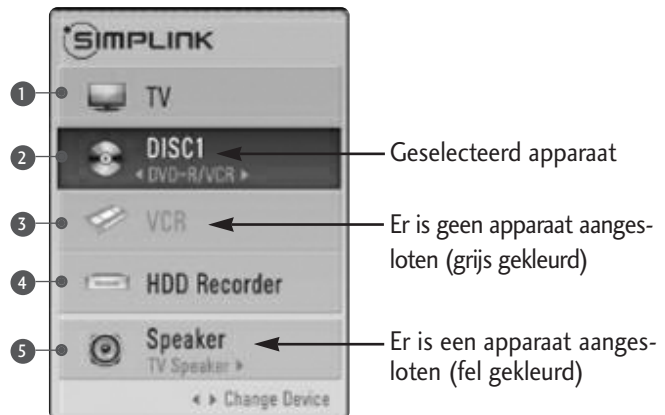 SIMPLINK
1 TV
2 DISC1 Geselecteerd apparaat
◄ DVD-R/VCR ►
3 VCR Er is geen apparaat aanges-
loten (grijs gekleurd)
4 HDD Recorder
5 Speaker Er is een apparaat aanges-
TV Speaker ► loten (fel gekleurd)
◄ ► Change Device